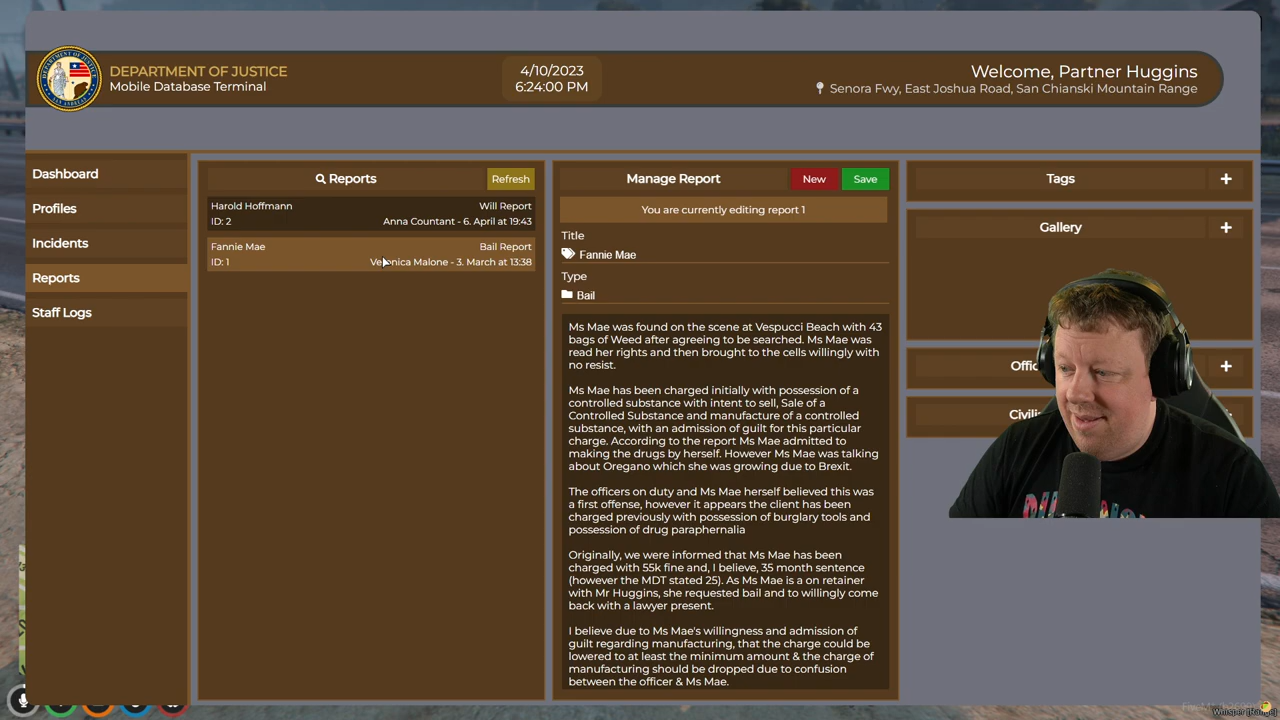 DEPARTMENT OF JUSTICE
Mobile Database Terminal
4/10/2023
6:24:00 PM
Welcome, Partner Huggins
Senora Fwy, East Joshua Road, San Chianski Mountain Range
Dashboard
Profiles
Incidents
Reports
Staff Logs
Reports
Refresh
Harold Hoffmann
Will Report
ID: 2
Anna Countant - 6. April at 19:43
Fannie Mae
Bail Report
ID: 1
Veronica Malone - 3. March at 13:38
Manage Report
New
Save
You are currently editing report 1
Title
Fannie Mae
Type
Bail
Ms Mae was found on the scene at Vespucci Beach with 43
bags of Weed after agreeing to be searched. Ms Mae was
read her rights and then brought to the cells willingly with
no resist.
Ms Mae has been charged initially with possession of a
controlled substance with intent to sell, Sale of a
Controlled Substance and manufacture of a controlled
substance, with an admission of guilt for this particular
charge. According to the report Ms Mae admitted to
making the drugs by herself. However Ms Mae was talking
about Oregano which she was growing due to Brexit.
The officers on duty and Ms Mae herself believed this was
a first offense, however it appears the client has been
charged previously with possession of burglary tools and
possession of drug paraphernalia
Originally, we were informed that Ms Mae has been
charged with 55k fine and, I believe, 35 month sentence
(however the MDT stated 25). As Ms Mae is a on retainer
with Mr Huggins, she requested bail and to willingly come
back with a lawyer present.
I believe due to Ms Mae's willingness and admission of
guilt regarding manufacturing, that the charge could be
lowered to at least the minimum amount & the charge of
manufacturing should be dropped due to confusion
between the officer & Ms Mae.
Tags
+
Gallery
+
Offic
+
Civili